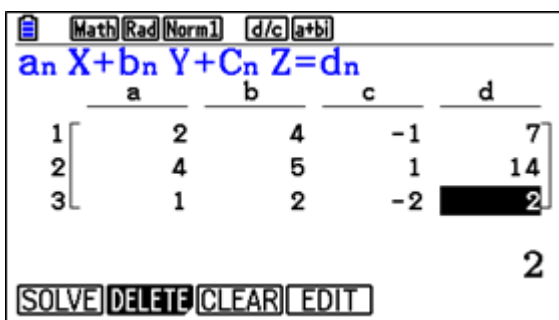 Math Rad Norm1 d/c a+bi
an X+bn Y+Cn Z=dn
a b c d
1 2 4 -1 7
2 4 5 1 14
3 1 2 -2 2
2
SOLVE DELETE CLEAR EDIT